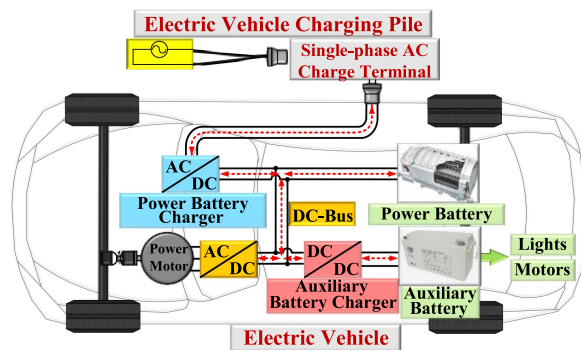 Electric Vehicle Charging Pile
Single-phase AC
Charge Terminal
AC
DC
Power Battery
Charger
DC-Bus
Power Battery
Power
Motor
AC
DC
DC
DC
Auxiliary
Battery Charger
Auxiliary
Battery
Lights
Motors
Electric Vehicle